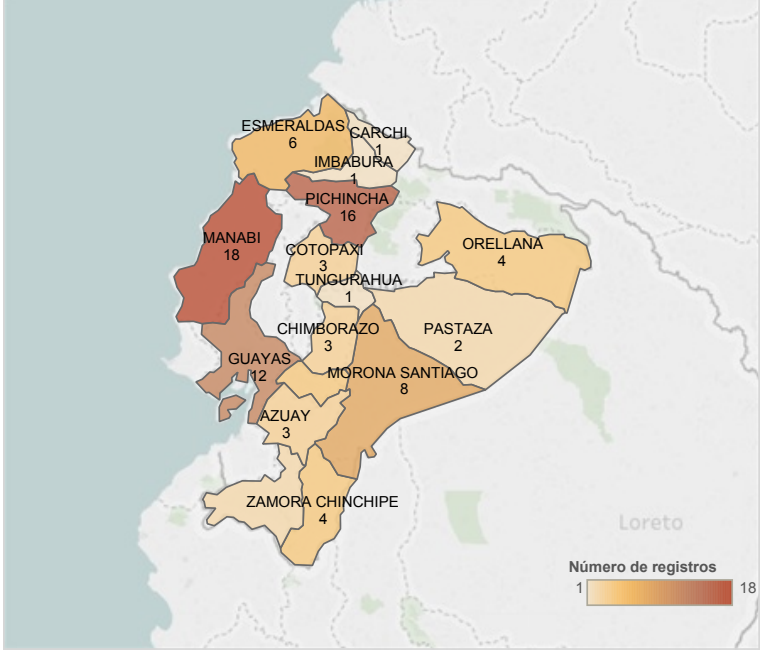 ESMERALDAS
6
CARCHI
1
IMBABURA
1
PICHINCHA
16
MANABI
18
COTOPAXI
3
ORELLANA
4
TUNGURAHUA
1
CHIMBORAZO
3
PASTAZA
2
GUAYAS
12
MORONA SANTIAGO
8
AZUAY
3
ZAMORA CHINCHIPE
4
Loreto
Número de registros
1 18